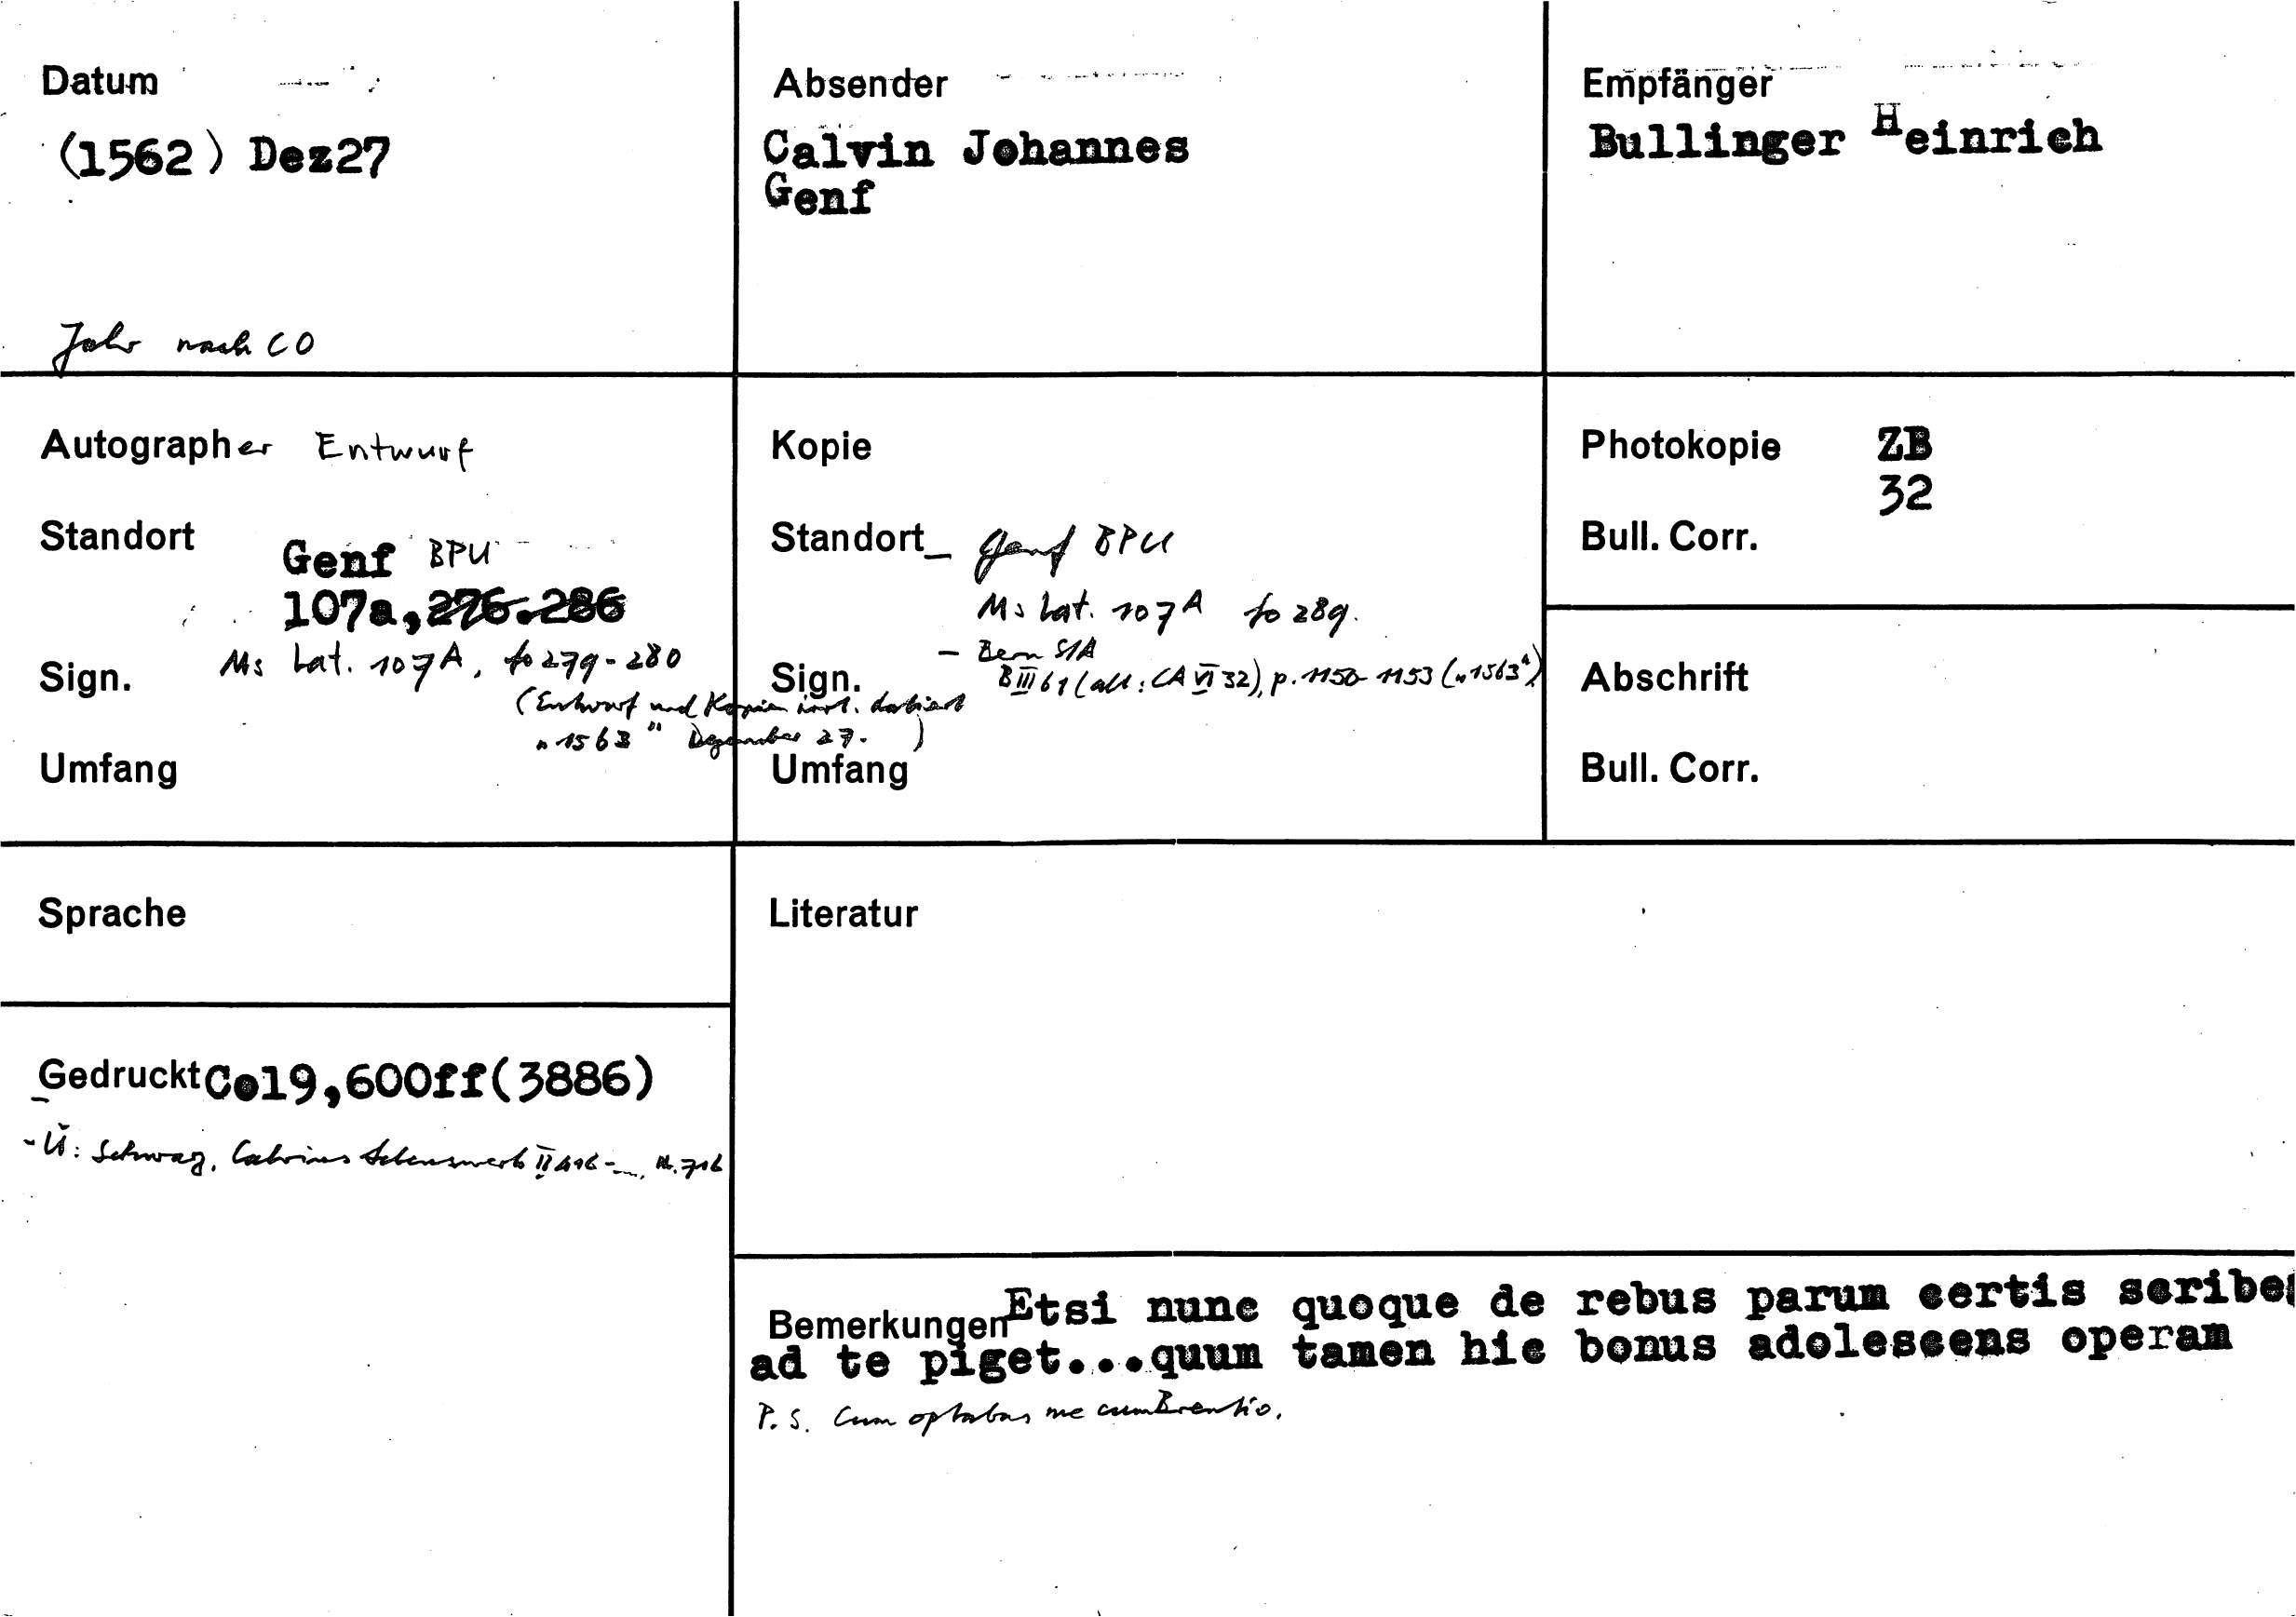 Datum
(1562) Dez27
Jahr nach CO
Absender
Calvin Johannes
Genf
Empfänger
Bullinger Heinrich
Autographer Entwurf
Standort
Genf BPU
107a,276.286
Sign. Ms Lat. 107A, fo 279-280
(Entwurf und Kopien irrt. datiert
„1563" Dezember 27. )
Umfang
Kopie
Standort_ Genf BPU
Ms Lat. 107A fo 289.
- Bern StA
Sign. B III 61 (alt: CA VI 32), p. 1150-1153 („1563")
Umfang
Photokopie ZB
32
Bull. Corr.
Abschrift
Bull. Corr.
Sprache
Gedruckt Co19,600ff(3886)
- Ü: Schwarz, Calvins Lebenswerk II Nr. 716
Literatur
Bemerkungen Etsi nunc quoque de rebus parum certis scribe
ad te piget...quum tamen hic bonus adolescens operam
P.S. Cum optabas me cum Brentio.